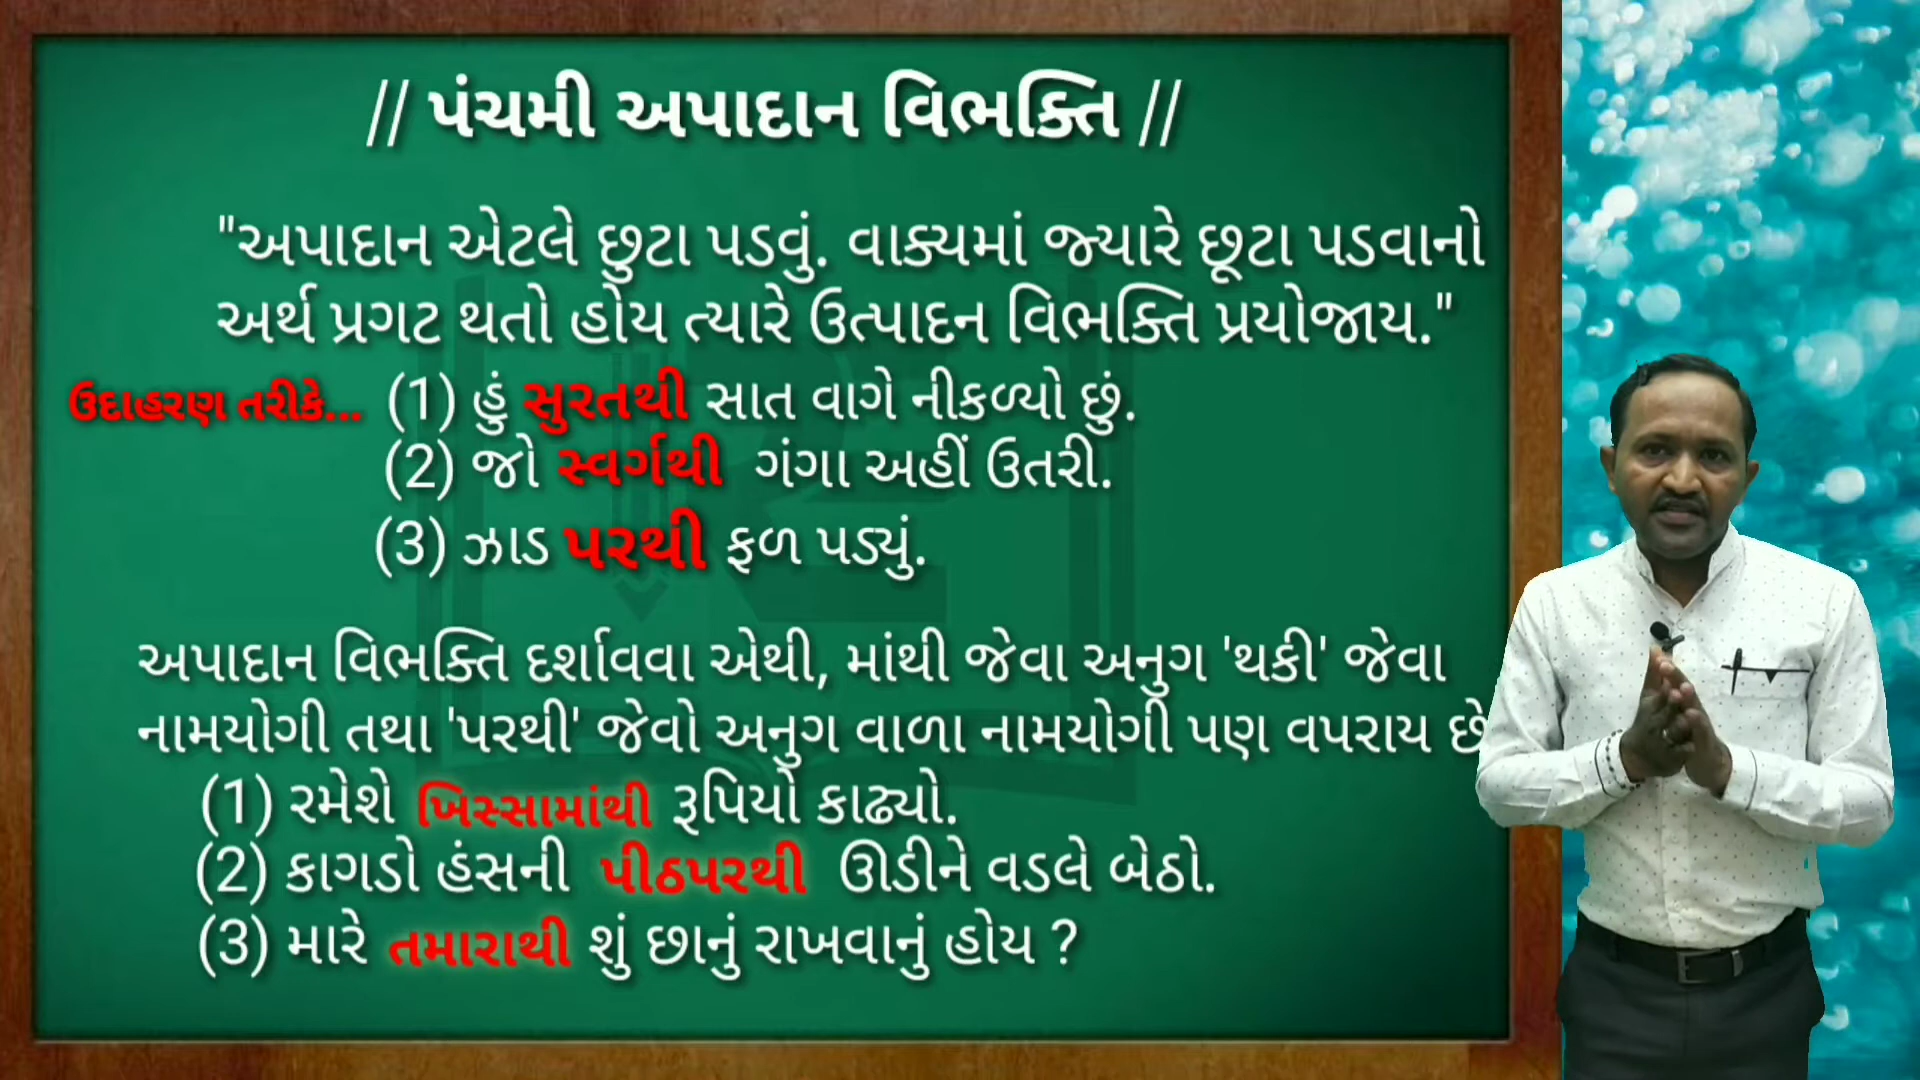 // પંચમી અપાદાન વિભક્તિ //
"અપાદાન એટલે છુટા પડવું. વાક્યમાં જ્યારે છૂટા પડવાનો
અર્થ પ્રગટ થતો હોય ત્યારે ઉત્પાદન વિભક્તિ પ્રયોજાય."
ઉદાહરણ તરીકે... (1) હું સુરતથી સાત વાગે નીકળ્યો છું.
(2) જો સ્વર્ગથી ગંગા અહીં ઉતરી.
(3) ઝાડ પરથી ફળ પડ્યું.
અપાદાન વિભક્તિ દર્શાવવા એથી, માંથી જેવા અનુગ 'થકી' જેવા
નામયોગી તથા 'પરથી' જેવો અનુગ વાળા નામયોગી પણ વપરાય છે
(1) રમેશે ખિસ્સામાંથી રૂપિયો કાઢ્યો.
(2) કાગડો હંસની પીઠપરથી ઊડીને વડલે બેઠો.
(3) મારે તમારાથી શું છાનું રાખવાનું હોય ?